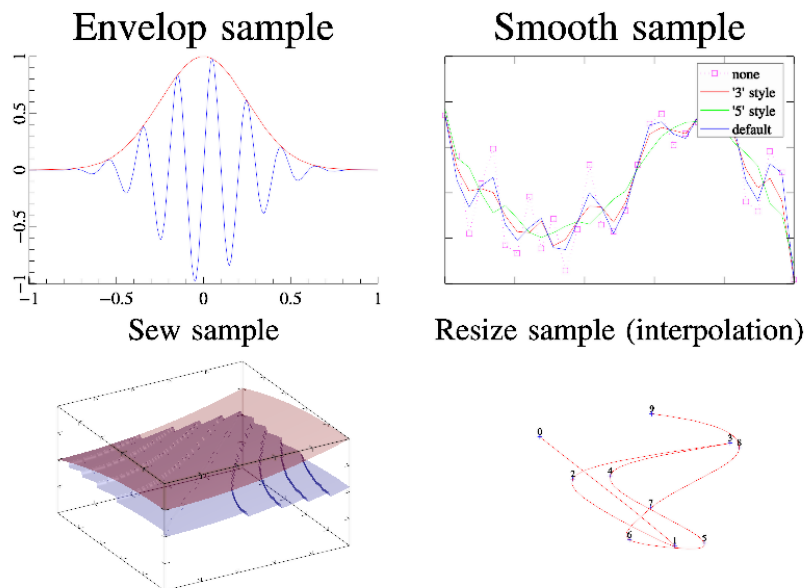 Envelop sample
Smooth sample
1
0.5
0
−0.5
−1
−1 −0.5 0 0.5 1
none
'3' style
'5' style
default
Sew sample
Resize sample (interpolation)
9
0
3 8
2 4
7
6 1 5